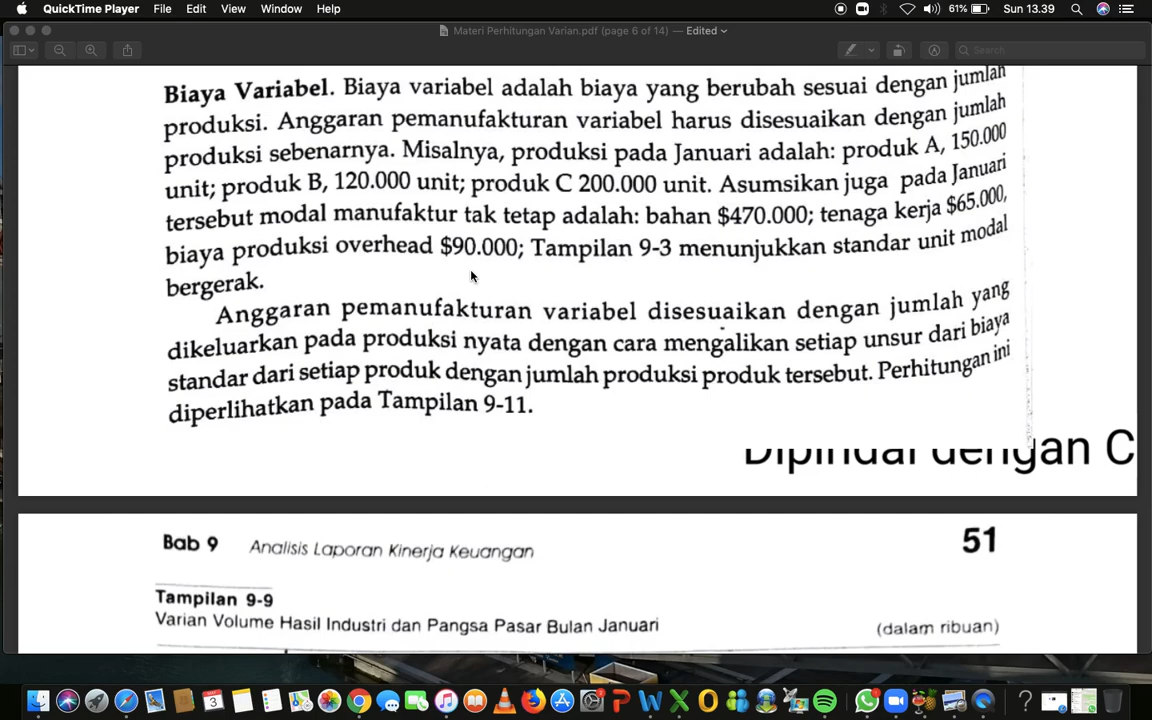 QuickTime Player File Edit View Window Help 61% Sun 13.39
Materi Perhitungan Varian.pdf (page 6 of 14) — Edited
Search
Biaya Variabel. Biaya variabel adalah biaya yang berubah sesuai dengan jumlah
produksi. Anggaran pemanufakturan variabel harus disesuaikan dengan jumlah
produksi sebenarnya. Misalnya, produksi pada Januari adalah: produk A, 150.000
unit; produk B, 120.000 unit; produk C 200.000 unit. Asumsikan juga pada Januari
tersebut modal manufaktur tak tetap adalah: bahan $470.000; tenaga kerja $65.000,
biaya produksi overhead $90.000; Tampilan 9-3 menunjukkan standar unit modal
bergerak.
Anggaran pemanufakturan variabel disesuaikan dengan jumlah yang
dikeluarkan pada produksi nyata dengan cara mengalikan setiap unsur dari biaya
standar dari setiap produk dengan jumlah produksi produk tersebut. Perhitungan ini
diperlihatkan pada Tampilan 9-11.
Dipindai dengan C
Bab 9 Analisis Laporan Kinerja Keuangan 51
Tampilan 9-9
Varian Volume Hasil Industri dan Pangsa Pasar Bulan Januari (dalam ribuan)